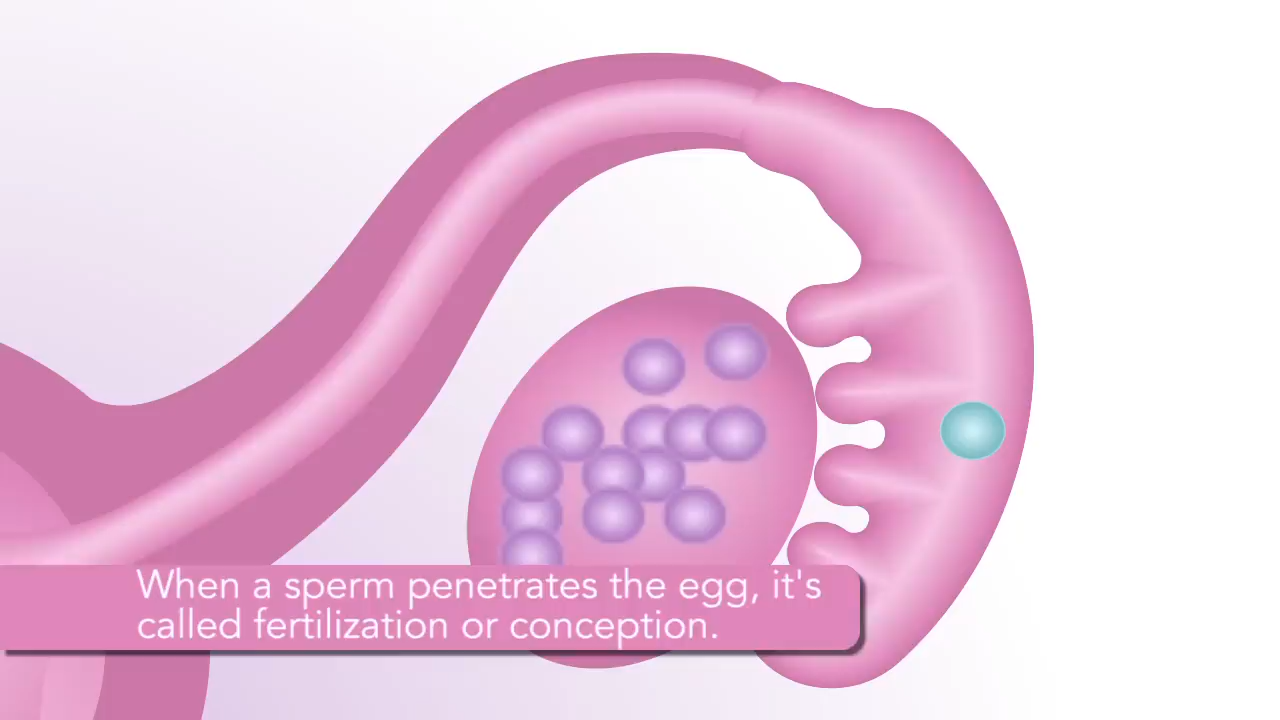 When a sperm penetrates the egg, it's
called fertilization or conception.